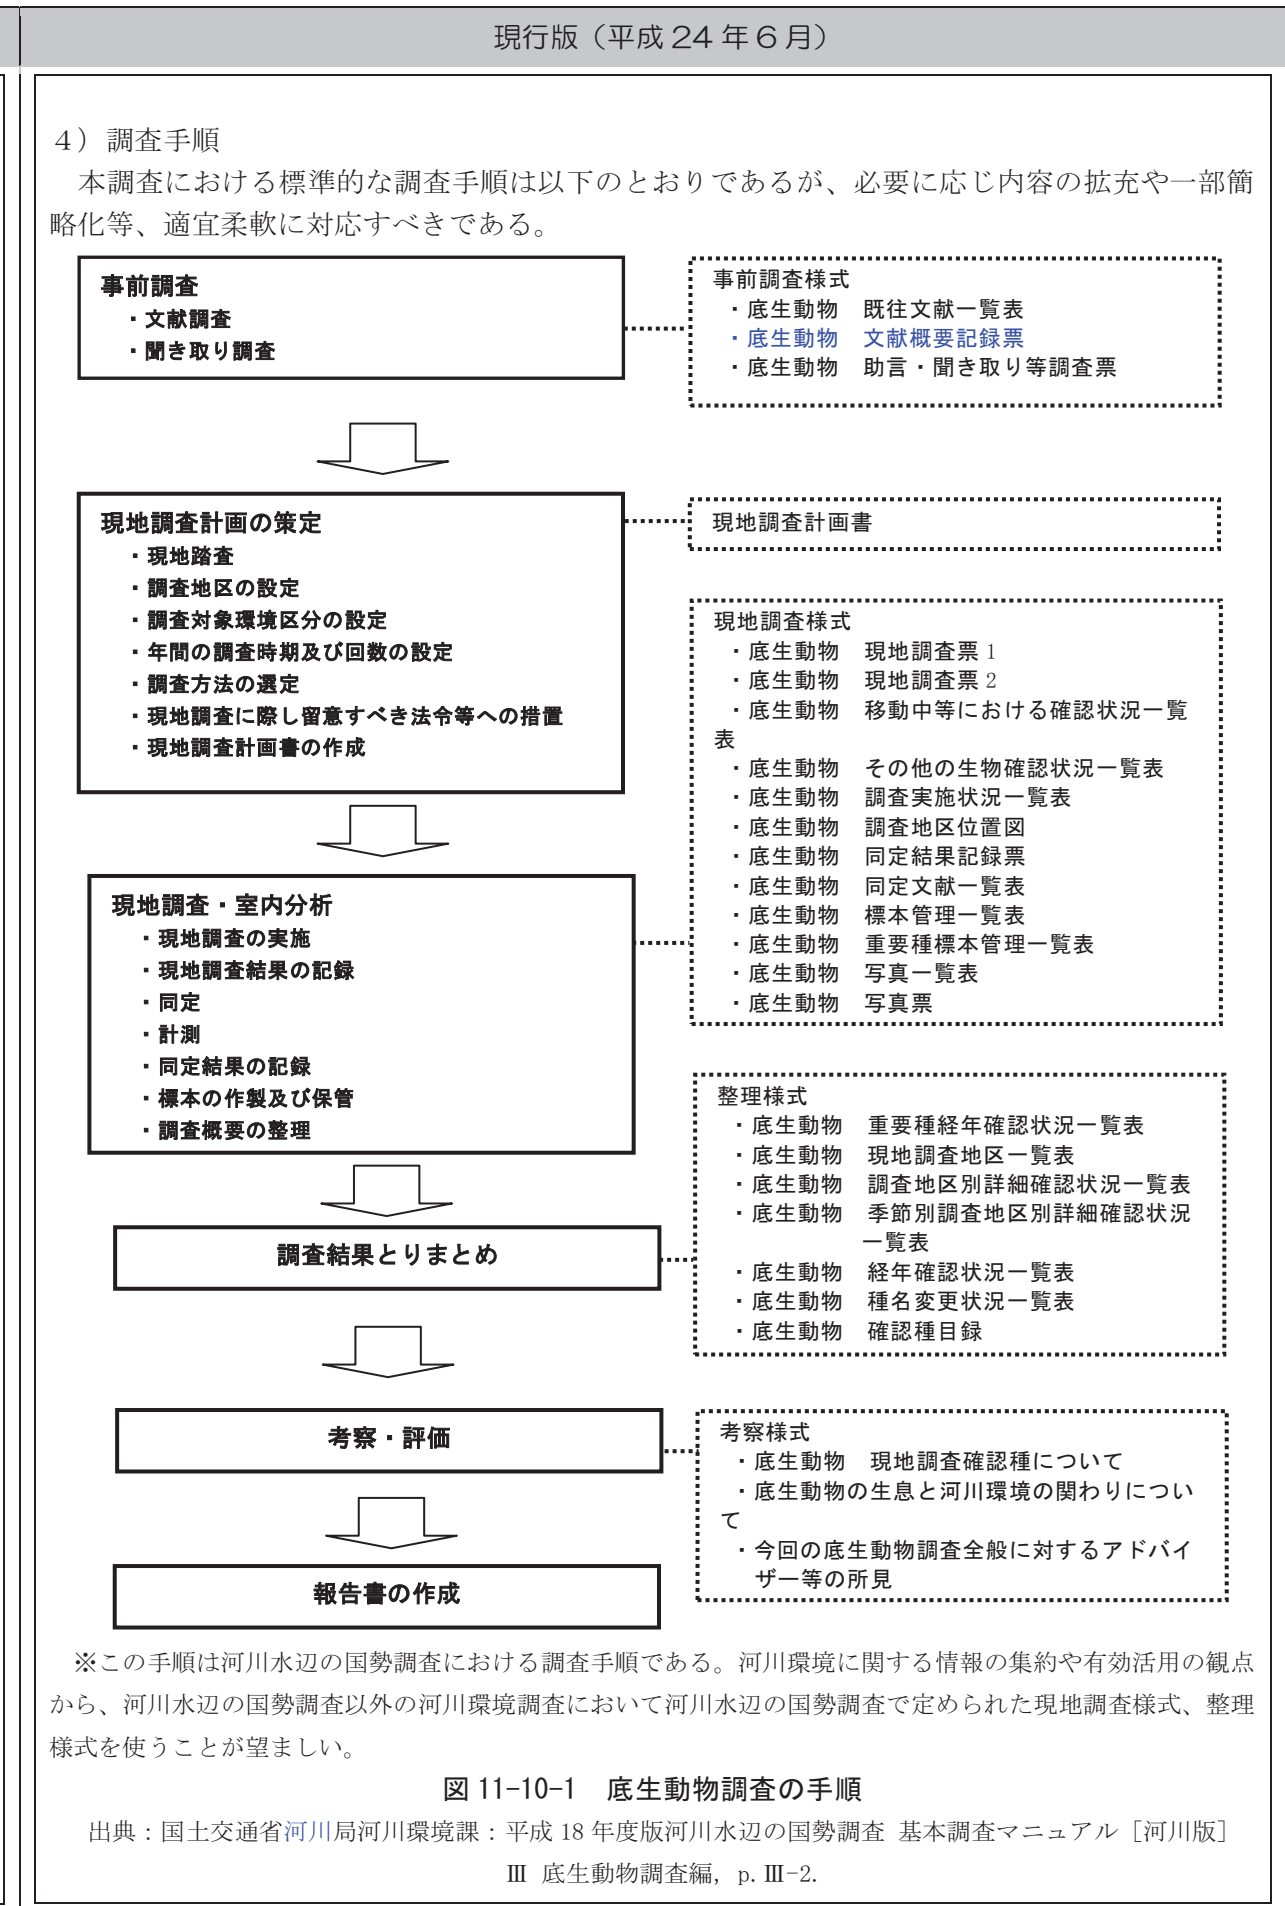 現行版（平成24年6月）
4）調査手順
本調査における標準的な調査手順は以下のとおりであるが、必要に応じ内容の拡充や一部簡
略化等、適宜柔軟に対応すべきである。
事前調査
・文献調査
・聞き取り調査
事前調査様式
・底生動物　既往文献一覧表
・底生動物　文献概要記録票
・底生動物　助言・聞き取り等調査票
現地調査計画の策定
・現地踏査
・調査地区の設定
・調査対象環境区分の設定
・年間の調査時期及び回数の設定
・調査方法の選定
・現地調査に際し留意すべき法令等への措置
・現地調査計画書の作成
現地調査計画書
現地調査様式
・底生動物　現地調査票1
・底生動物　現地調査票2
・底生動物　移動中等における確認状況一覧
表
・底生動物　その他の生物確認状況一覧表
・底生動物　調査実施状況一覧表
・底生動物　調査地区位置図
・底生動物　同定結果記録票
・底生動物　同定文献一覧表
・底生動物　標本管理一覧表
・底生動物　重要種標本管理一覧表
・底生動物　写真一覧表
・底生動物　写真票
現地調査・室内分析
・現地調査の実施
・現地調査結果の記録
・同定
・計測
・同定結果の記録
・標本の作製及び保管
・調査概要の整理
整理様式
・底生動物　重要種経年確認状況一覧表
・底生動物　現地調査地区一覧表
・底生動物　調査地区別詳細確認状況一覧表
・底生動物　季節別調査地区別詳細確認状況
一覧表
・底生動物　経年確認状況一覧表
・底生動物　種名変更状況一覧表
・底生動物　確認種目録
調査結果とりまとめ
考察・評価
考察様式
・底生動物　現地調査確認種について
・底生動物の生息と河川環境の関わりについ
て
・今回の底生動物調査全般に対するアドバイ
ザー等の所見
報告書の作成
※この手順は河川水辺の国勢調査における調査手順である。河川環境に関する情報の集約や有効活用の観点
から、河川水辺の国勢調査以外の河川環境調査において河川水辺の国勢調査で定められた現地調査様式、整理
様式を使うことが望ましい。
図 11-10-1　底生動物調査の手順
出典：国土交通省河川局河川環境課：平成18年度版河川水辺の国勢調査 基本調査マニュアル［河川版］
Ⅲ 底生動物調査編, p.Ⅲ-2.